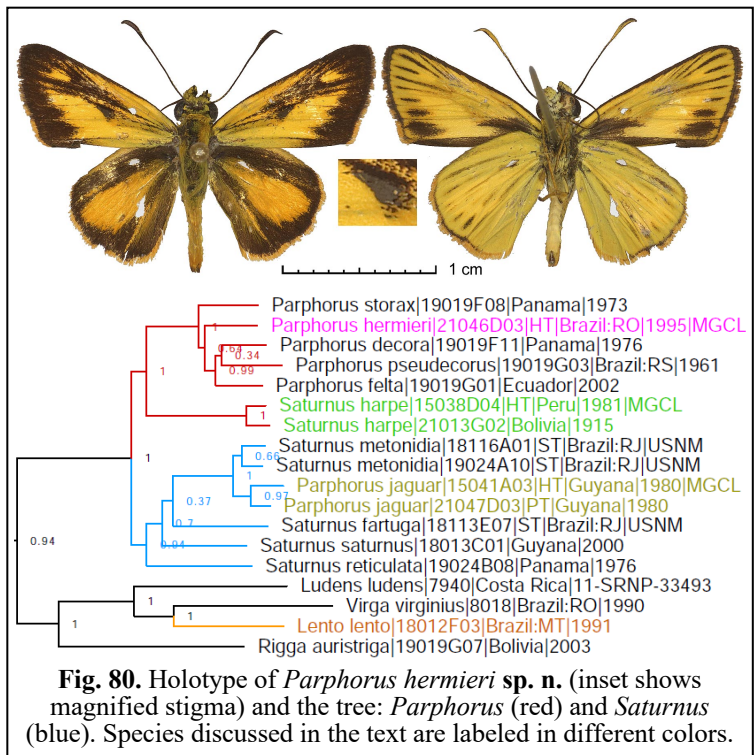 1 cm
Parphorus storax|19019F08|Panama|1973
1
Parphorus hermieri|21046D03|HT|Brazil:RO|1995|MGCL
0.64
Parphorus decora|19019F11|Panama|1976
0.34
Parphorus pseudecorus|19019G03|Brazil:RS|1961
1
0.99
Parphorus felta|19019G01|Ecuador|2002
Saturnus harpe|15038D04|HT|Peru|1981|MGCL
1
Saturnus harpe|21013G02|Bolivia|1915
Saturnus metonidia|18116A01|ST|Brazil:RJ|USNM
0.66
1
Saturnus metonidia|19024A10|ST|Brazil:RJ|USNM
1
Parphorus jaguar|15041A03|HT|Guyana|1980|MGCL
0.37
0.97
Parphorus jaguar|21047D03|PT|Guyana|1980
0.7
Saturnus fartuga|18113E07|ST|Brazil:RJ|USNM
0.94
Saturnus saturnus|18013C01|Guyana|2000
Saturnus reticulata|19024B08|Panama|1976
Ludens ludens|7940|Costa Rica|11-SRNP-33493
1
Virga virginius|8018|Brazil:RO|1990
1
1
Lento lento|18012F03|Brazil:MT|1991
Rigga auristriga|19019G07|Bolivia|2003
Fig. 80. Holotype of Parphorus hermieri sp. n. (inset shows
magnified stigma) and the tree: Parphorus (red) and Saturnus
(blue). Species discussed in the text are labeled in different colors.